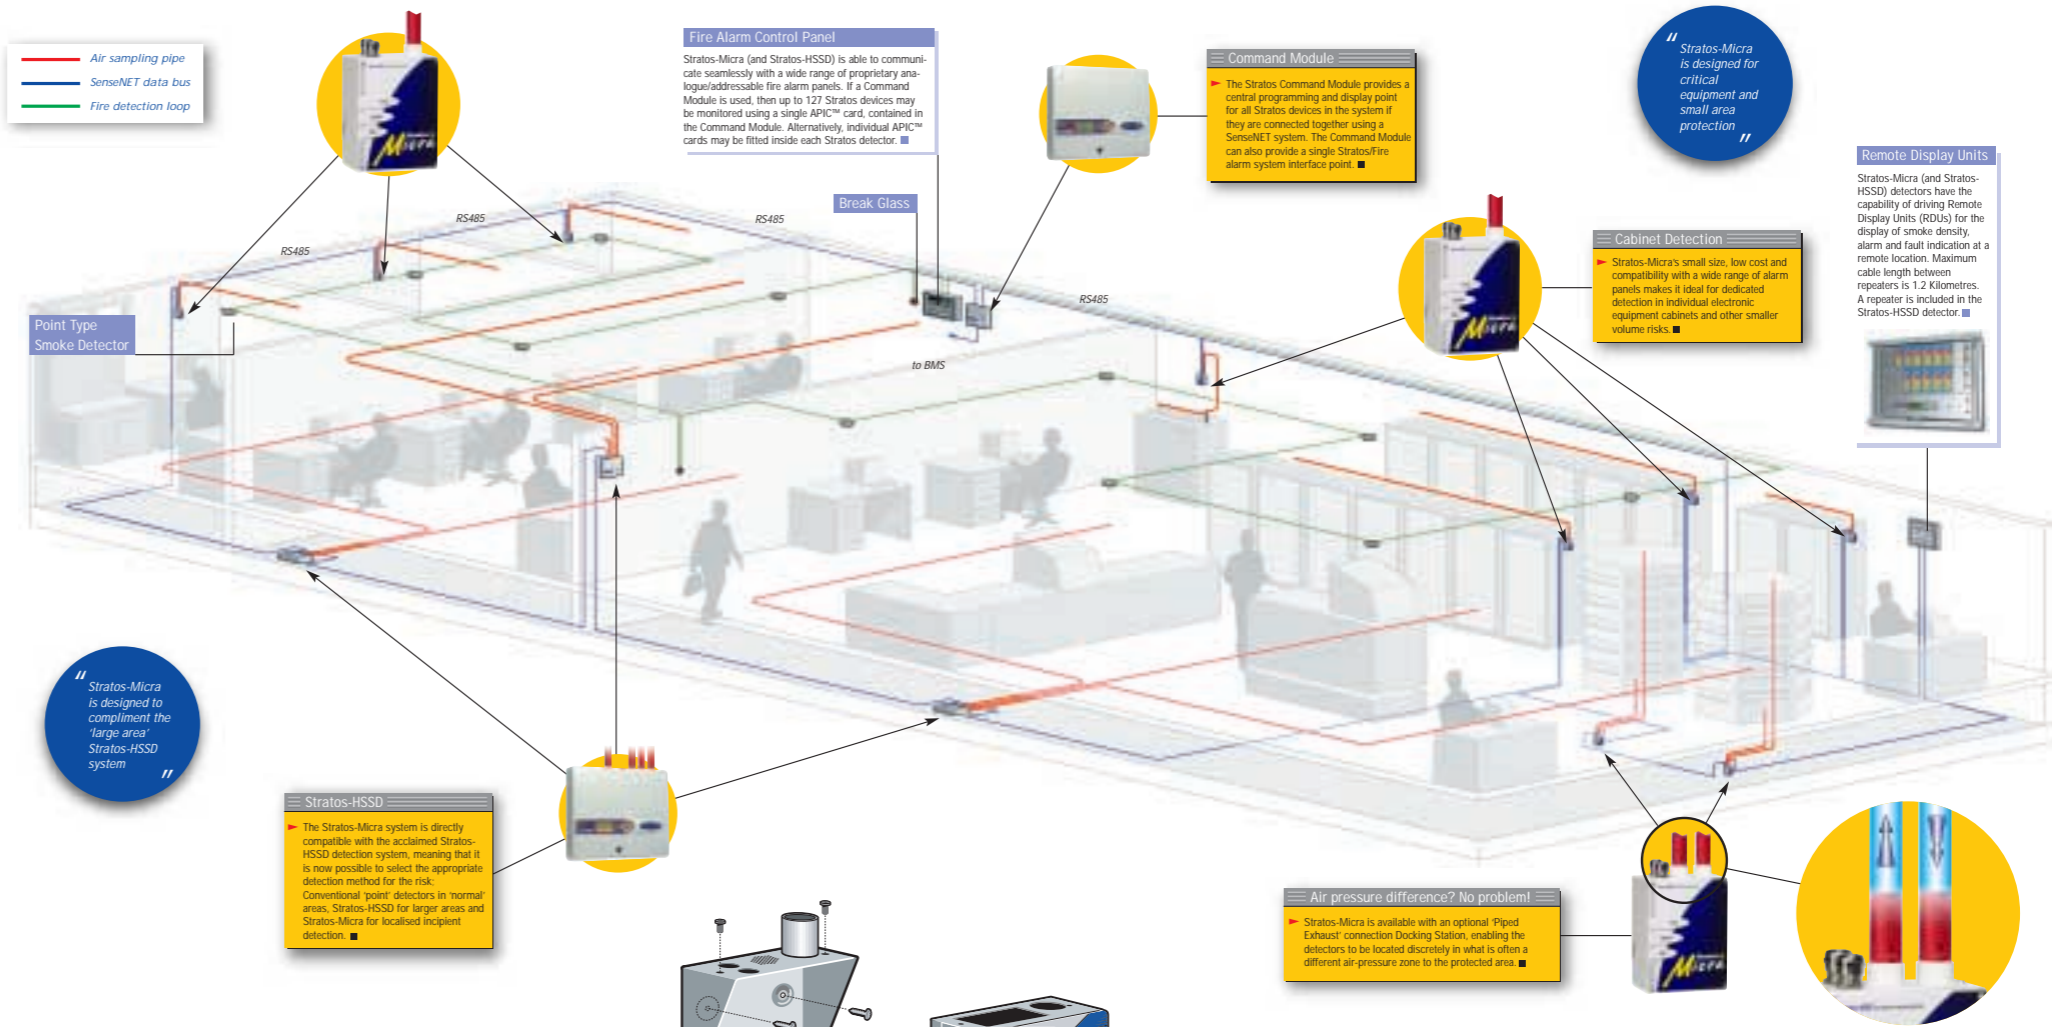 Air sampling pipe
SenseNET data bus
Fire detection loop
Micra
Fire Alarm Control Panel
Stratos-Micra (and Stratos-HSSD) is able to communi-
cate seamlessly with a wide range of proprietary ana-
logue/addressable fire alarm panels. If a Command
Module is used, then up to 127 Stratos devices may
be monitored using a single APIC™ card, contained in
the Command Module. Alternatively, individual APIC™
cards may be fitted inside each Stratos detector.
Command Module
The Stratos Command Module provides a
central programming and display point
for all Stratos devices in the system if
they are connected together using a
SenseNET system. The Command Module
can also provide a single Stratos/Fire
alarm system interface point.
"
Stratos-Micra
is designed for
critical
equipment and
small area
protection
"
Remote Display Units
Stratos-Micra (and Stratos-
HSSD) detectors have the
capability of driving Remote
Display Units (RDUs) for the
display of smoke density,
alarm and fault indication at a
remote location. Maximum
cable length between
repeaters is 1.2 Kilometres.
A repeater is included in the
Stratos-HSSD detector.
Break Glass
RS485
RS485
RS485
RS485
Micra
Cabinet Detection
Stratos-Micra's small size, low cost and
compatibility with a wide range of alarm
panels makes it ideal for dedicated
detection in individual electronic
equipment cabinets and other smaller
volume risks.
Point Type
Smoke Detector
to BMS
"
Stratos-Micra
is designed to
compliment the
'large area'
Stratos-HSSD
system
"
Stratos-HSSD
The Stratos-Micra system is directly
compatible with the acclaimed Stratos-
HSSD detection system, meaning that it
is now possible to select the appropriate
detection method for the risk;
Conventional 'point' detectors in 'normal'
areas, Stratos-HSSD for larger areas and
Stratos-Micra for localised incipient
detection.
Air pressure difference? No problem!
Stratos-Micra is available with an optional 'Piped
Exhaust' connection Docking Station, enabling the
detectors to be located discretely in what is often a
different air-pressure zone to the protected area.
Micra